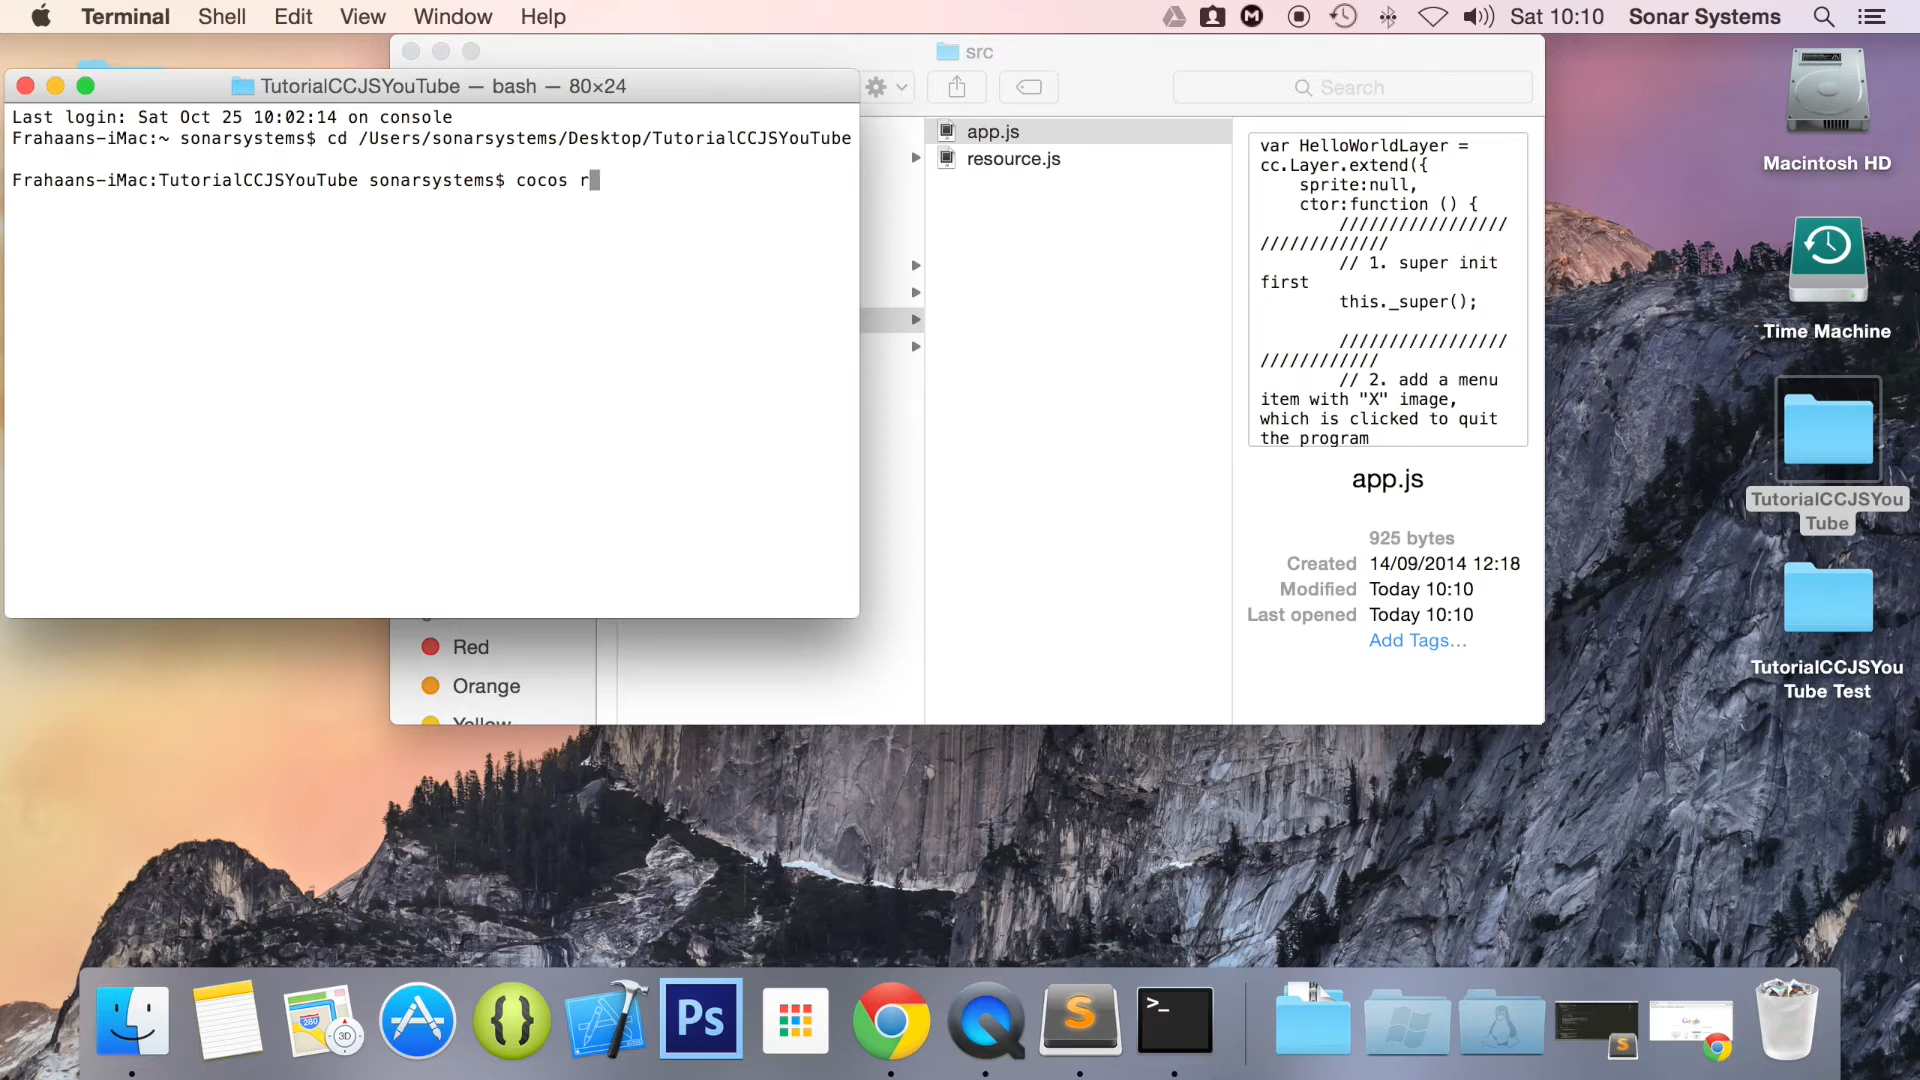 Terminal Shell Edit View Window Help
Sat 10:10 Sonar Systems
src
TutorialCCJSYouTube — bash — 80×24
Search
Last login: Sat Oct 25 10:02:14 on console
Frahaans-iMac:~ sonarsystems$ cd /Users/sonarsystems/Desktop/TutorialCCJSYouTube
Frahaans-iMac:TutorialCCJSYouTube sonarsystems$ cocos r
app.js
resource.js
var HelloWorldLayer =
cc.Layer.extend({
sprite:null,
ctor:function () {
/////////////////
/////////////
// 1. super init
first
this._super();
/////////////////
////////////
// 2. add a menu
item with "X" image,
which is clicked to quit
the program
app.js
925 bytes
Created 14/09/2014 12:18
Modified Today 10:10
Last opened Today 10:10
Add Tags...
Red
Orange
Yellow
Macintosh HD
Time Machine
TutorialCCJSYou
Tube
TutorialCCJSYou
Tube Test
280
3D
{}
Ps
S
>_
S
Google